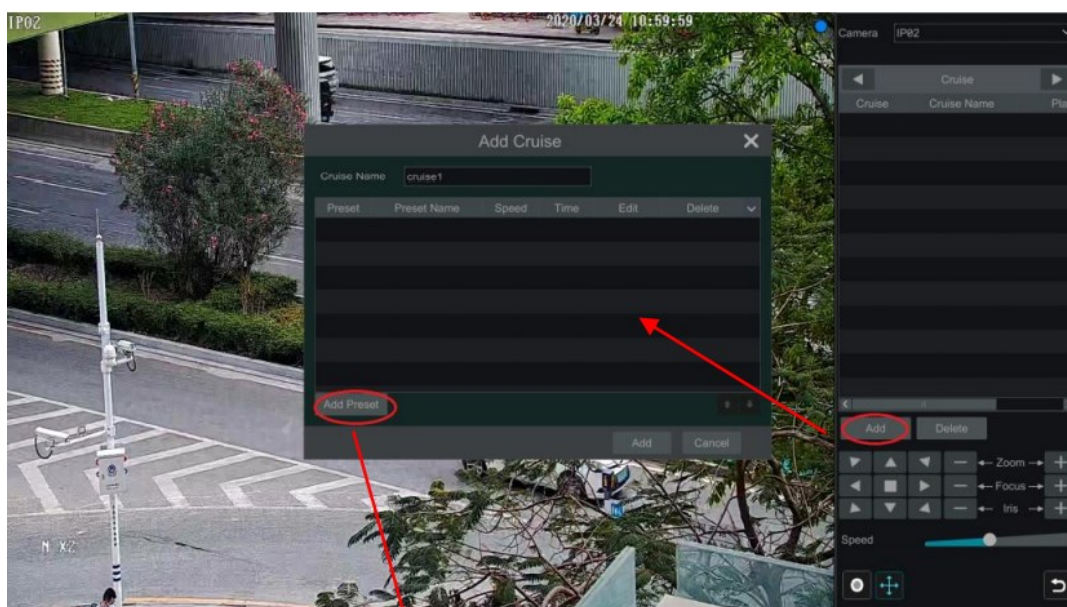 IP02
2020/03/24 10:59:59
Camera IP02
Cruise
Cruise Cruise Name Pla
Add Cruise
Cruise Name cruise1
Preset Preset Name Speed Time Edit Delete
Add Preset
Add Cancel
Add Delete
Zoom
Focus
Iris
Speed
N X2